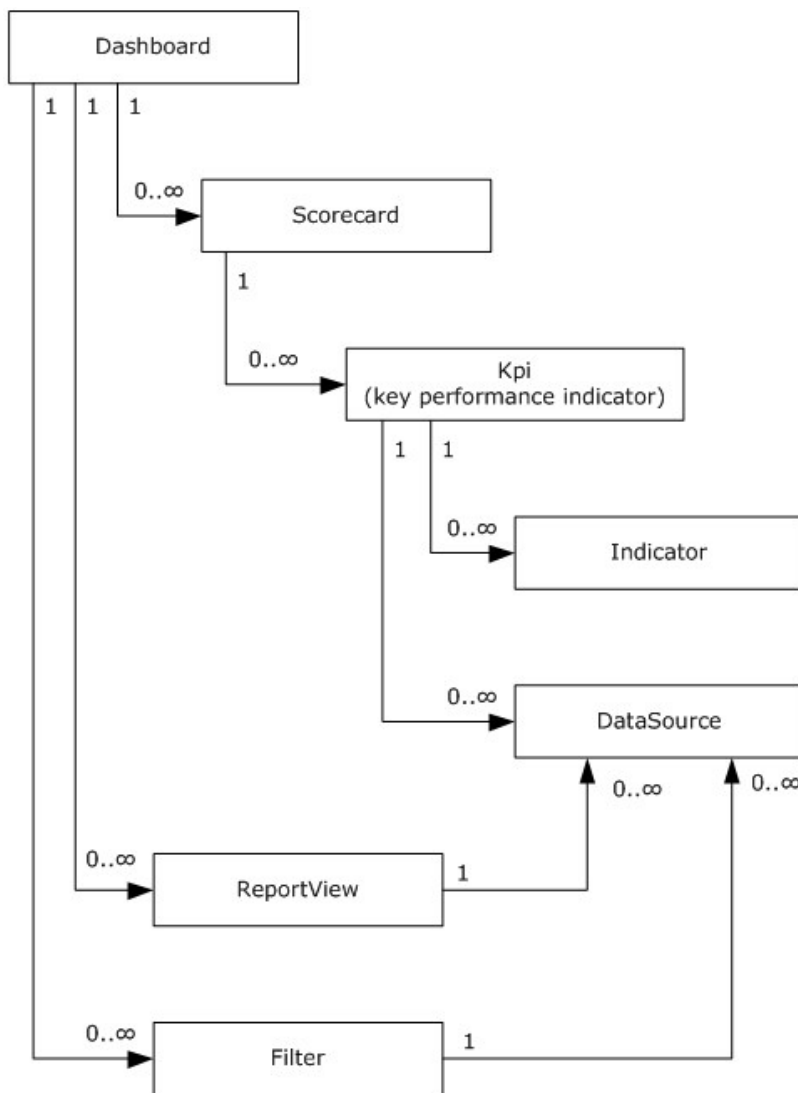 Dashboard
1
1
1
0..∞
Scorecard
1
0..∞
Kpi
(key performance indicator)
1
1
0..∞
Indicator
0..∞
DataSource
0..∞
0..∞
0..∞
ReportView
1
0..∞
Filter
1